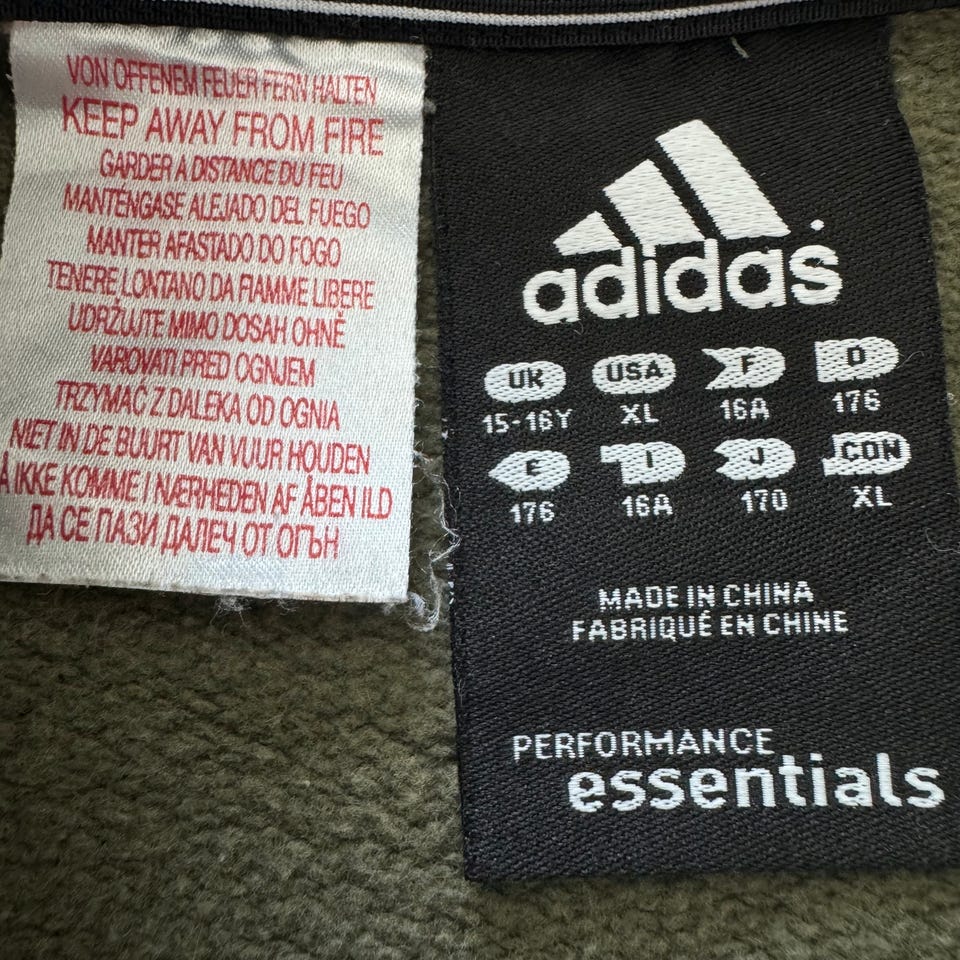 VON OFFENEM FEUER FERN HALTEN
KEEP AWAY FROM FIRE
GARDER A DISTANCE DU FEU
MANTÉNGASE ALEJADO DEL FUEGO
MANTER AFASTADO DO FOGO
TENERE LONTANO DA FIAMME LIBERE
UDRŽUJTE MIMO DOSAH OHNĚ
VAROVATI PRED OGNJEM
TRZYMAĆ Z DALEKA OD OGNIA
NIET IN DE BUURT VAN VUUR HOUDEN
Å IKKE KOMME I NÆRHEDEN AF ÅBEN ILD
ДА СЕ ПАЗИ ДАЛЕЧ ОТ ОГЪН
adidas
UK USA F D
15-16Y XL 16A 176
E I J CON
176 16A 170 XL
MADE IN CHINA
FABRIQUÉ EN CHINE
PERFORMANCE
essentials